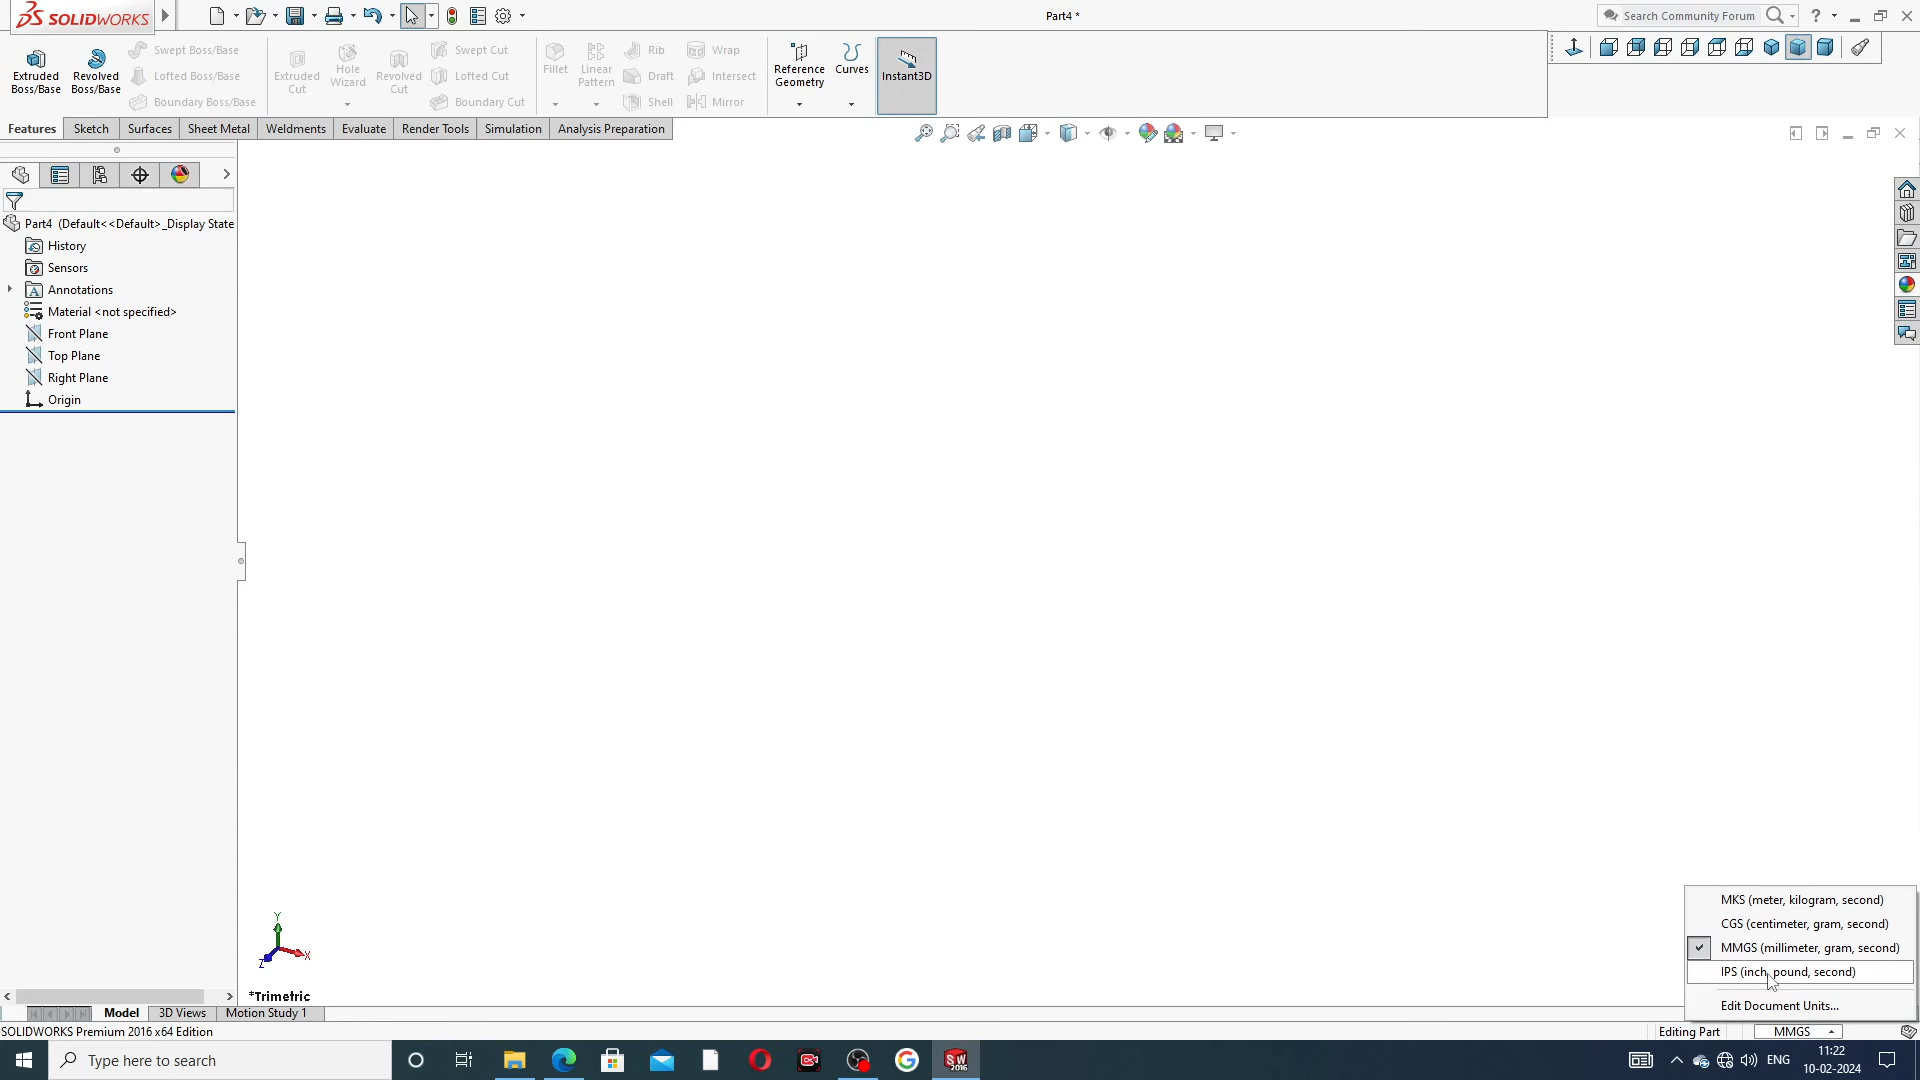 SOLIDWORKS
Part4 *
Search Community Forum
?
Extruded Boss/Base
Revolved Boss/Base
Swept Boss/Base
Lofted Boss/Base
Boundary Boss/Base
Extruded Cut
Hole Wizard
Revolved Cut
Swept Cut
Lofted Cut
Boundary Cut
Fillet
Linear Pattern
Rib
Draft
Shell
Wrap
Intersect
Mirror
Reference Geometry
Curves
Instant3D
Features
Sketch
Surfaces
Sheet Metal
Weldments
Evaluate
Render Tools
Simulation
Analysis Preparation
Part4 (Default<<Default>_Display State
History
Sensors
Annotations
Material <not specified>
Front Plane
Top Plane
Right Plane
Origin
Y
X
Z
*Trimetric
MKS (meter, kilogram, second)
CGS (centimeter, gram, second)
MMGS (millimeter, gram, second)
IPS (inch, pound, second)
Edit Document Units...
Model
3D Views
Motion Study 1
SOLIDWORKS Premium 2016 x64 Edition
Editing Part
MMGS
Type here to search
SW
2016
ENG
11:22
10-02-2024